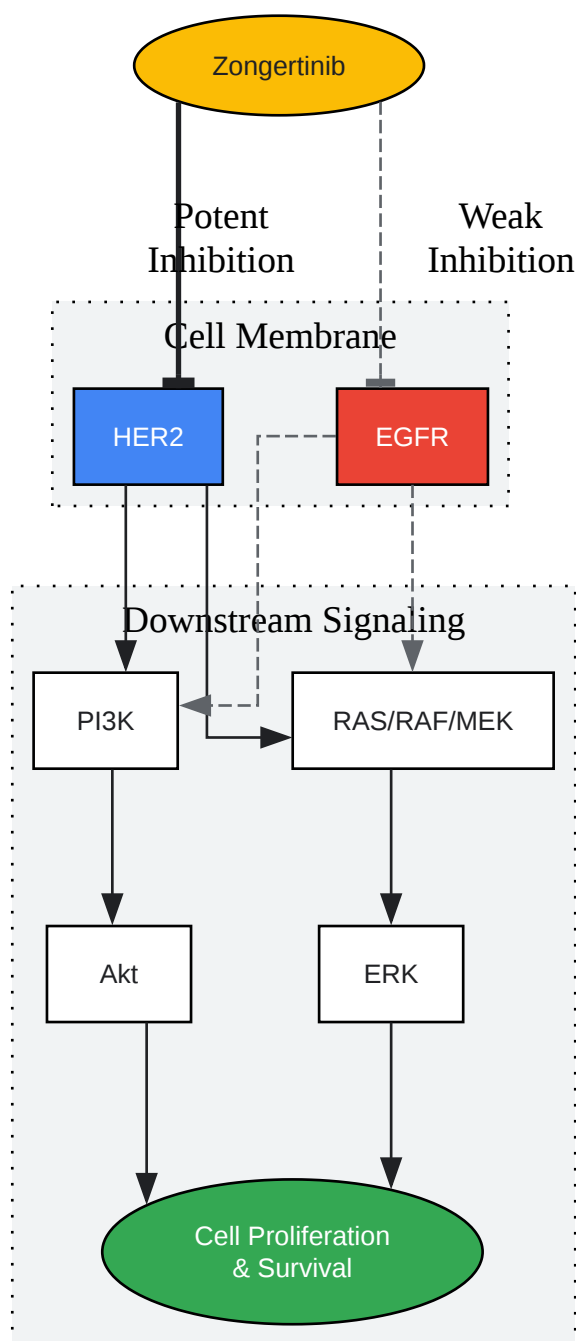 Zongertinib
Potent
Inhibition
Weak
Inhibition
Cell Membrane
HER2
EGFR
Downstream Signaling
PI3K
RAS/RAF/MEK
Akt
ERK
Cell Proliferation
& Survival